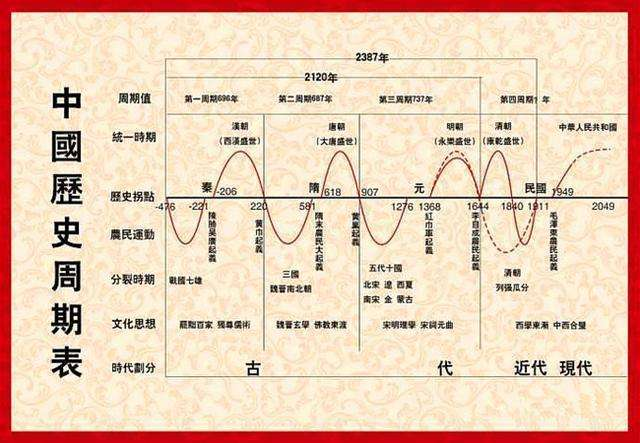 中國歷史周期表
2387年
2120年
周期值 第一周期696年 第二周期687年 第三周期737年 第四周期
統一時期 漢朝 唐朝 明朝 清朝 中華人民共和國
(西漢盛世) (大唐盛世) (永樂盛世) (康乾盛世)
歷史拐點 秦 -206 隋 618 907 元 民國 1949
-476 -221 220 581 1276 1368 1644 1840 1911 2049
農民運動 陳勝吳廣起義 黃巾起義 隋末農民大起義 黃巢起義 紅巾軍起義 李自成農民起義 毛澤東農民起義
分裂時期 戰國七雄 三國 五代十國 清朝
魏晉南北朝 北宋 遼 西夏 列强瓜分
南宋 金 蒙古
文化思想 罷黜百家 獨尊儒術 魏晉玄學 佛教東渡 宋明理學 宋詞元曲 西學東漸 中西合璧
時代劃分 古 代 近代 現代